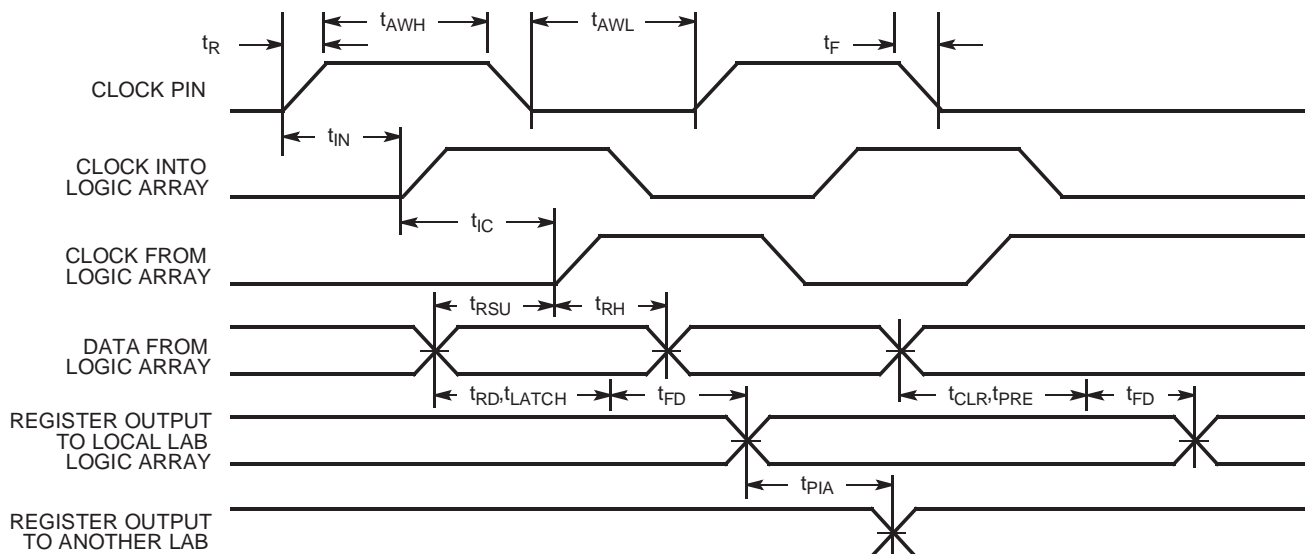 tAWH
tAWL
tR
tF
CLOCK PIN
tIN
CLOCK INTO
LOGIC ARRAY
tIC
CLOCK FROM
LOGIC ARRAY
tRSU
tRH
DATA FROM
LOGIC ARRAY
tRD,tLATCH
tFD
tCLR,tPRE
tFD
REGISTER OUTPUT
TO LOCAL LAB
LOGIC ARRAY
tPIA
REGISTER OUTPUT
TO ANOTHER LAB